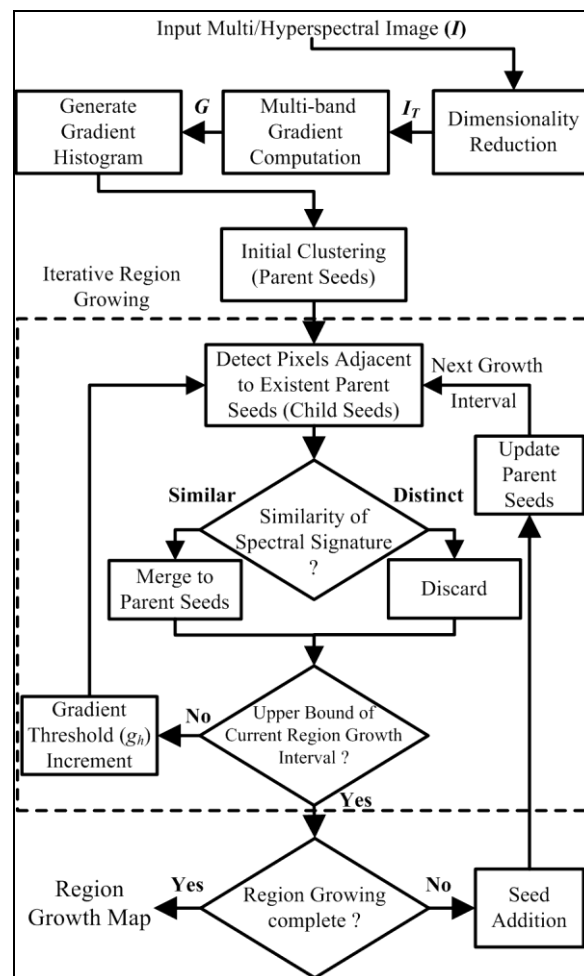 Input Multi/Hyperspectral Image (I)
Generate
Gradient
Histogram
G
Multi-band
Gradient
Computation
I_T
Dimensionality
Reduction
Initial Clustering
(Parent Seeds)
Iterative Region
Growing
Detect Pixels Adjacent
to Existent Parent
Seeds (Child Seeds)
Next Growth
Interval
Update
Parent
Seeds
Similar
Distinct
Similarity of
Spectral Signature
?
Merge to
Parent Seeds
Discard
Gradient
Threshold (g_h)
Increment
No
Upper Bound of
Current Region Growth
Interval ?
Yes
Region
Growth Map
Yes
Region Growing
complete ?
No
Seed
Addition